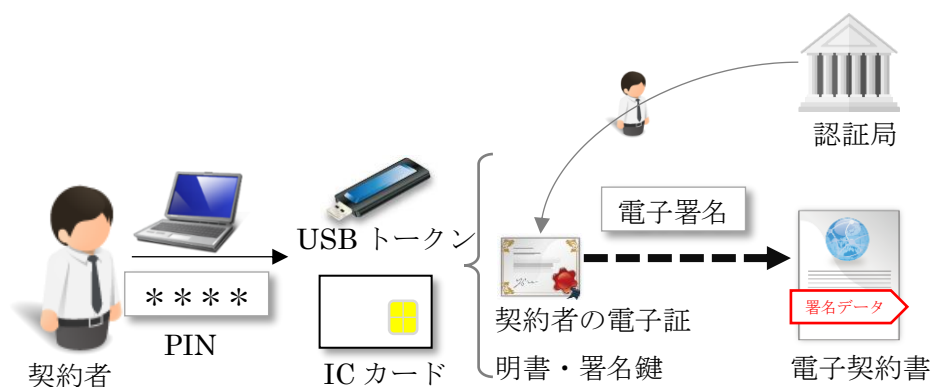 認証局
電子署名
USB トークン
＊＊＊＊
PIN
契約者
IC カード
契約者の電子証
明書・署名鍵
署名データ
電子契約書